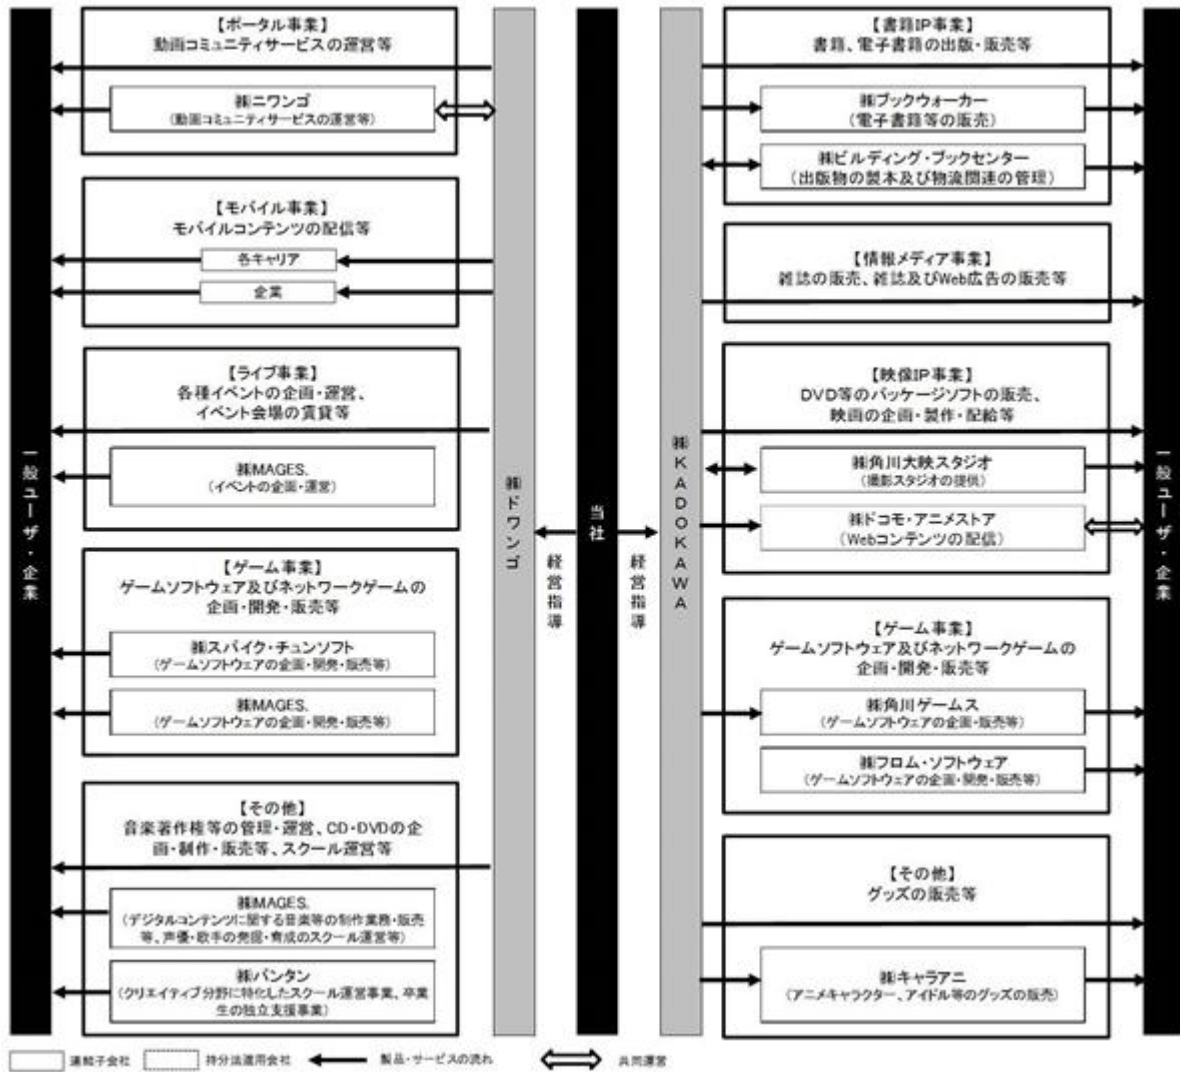 【ポータル事業】
動画コミュニティサービスの運営等
㈱ニワンゴ
(動画コミュニティサービスの運営等)
【モバイル事業】
モバイルコンテンツの配信等
各キャリア
企業
【ライブ事業】
各種イベントの企画・運営、
イベント会場の賃貸等
㈱MAGES.
(イベントの企画・運営)
【ゲーム事業】
ゲームソフトウェア及びネットワークゲームの
企画・開発・販売等
㈱スパイク・チュンソフト
(ゲームソフトウェアの企画・開発・販売等)
㈱MAGES.
(ゲームソフトウェアの企画・開発・販売等)
【その他】
音楽著作権等の管理・運営、CD・DVDの企
画・制作・販売等、スクール運営等
㈱MAGES.
(デジタルコンテンツに関する音楽等の制作業務・販売
等、声優・歌手の発掘・育成のスクール運営等)
㈱バンタン
(クリエイティブ分野に特化したスクール運営事業、卒業
生の独立支援事業)
一般ユーザ・企業
㈱ドワンゴ
経営指導
当社
経営指導
㈱KADOKAWA
【書籍IP事業】
書籍、電子書籍の出版・販売等
㈱ブックウォーカー
(電子書籍等の販売)
㈱ビルディング・ブックセンター
(出版物の製本及び物流関連の管理)
【情報メディア事業】
雑誌の販売、雑誌及びWeb広告の販売等
【映像IP事業】
DVD等のパッケージソフトの販売、
映画の企画・製作・配給等
㈱角川大映スタジオ
(撮影スタジオの提供)
㈱ドコモ・アニメストア
(Webコンテンツの配信)
【ゲーム事業】
ゲームソフトウェア及びネットワークゲームの
企画・開発・販売等
㈱角川ゲームス
(ゲームソフトウェアの企画・販売等)
㈱フロム・ソフトウェア
(ゲームソフトウェアの企画・開発・販売等)
【その他】
グッズの販売等
㈱キャラアニ
(アニメキャラクター、アイドル等のグッズの販売)
一般ユーザ・企業
連結子会社
持分法適用会社
製品・サービスの流れ
共同運営